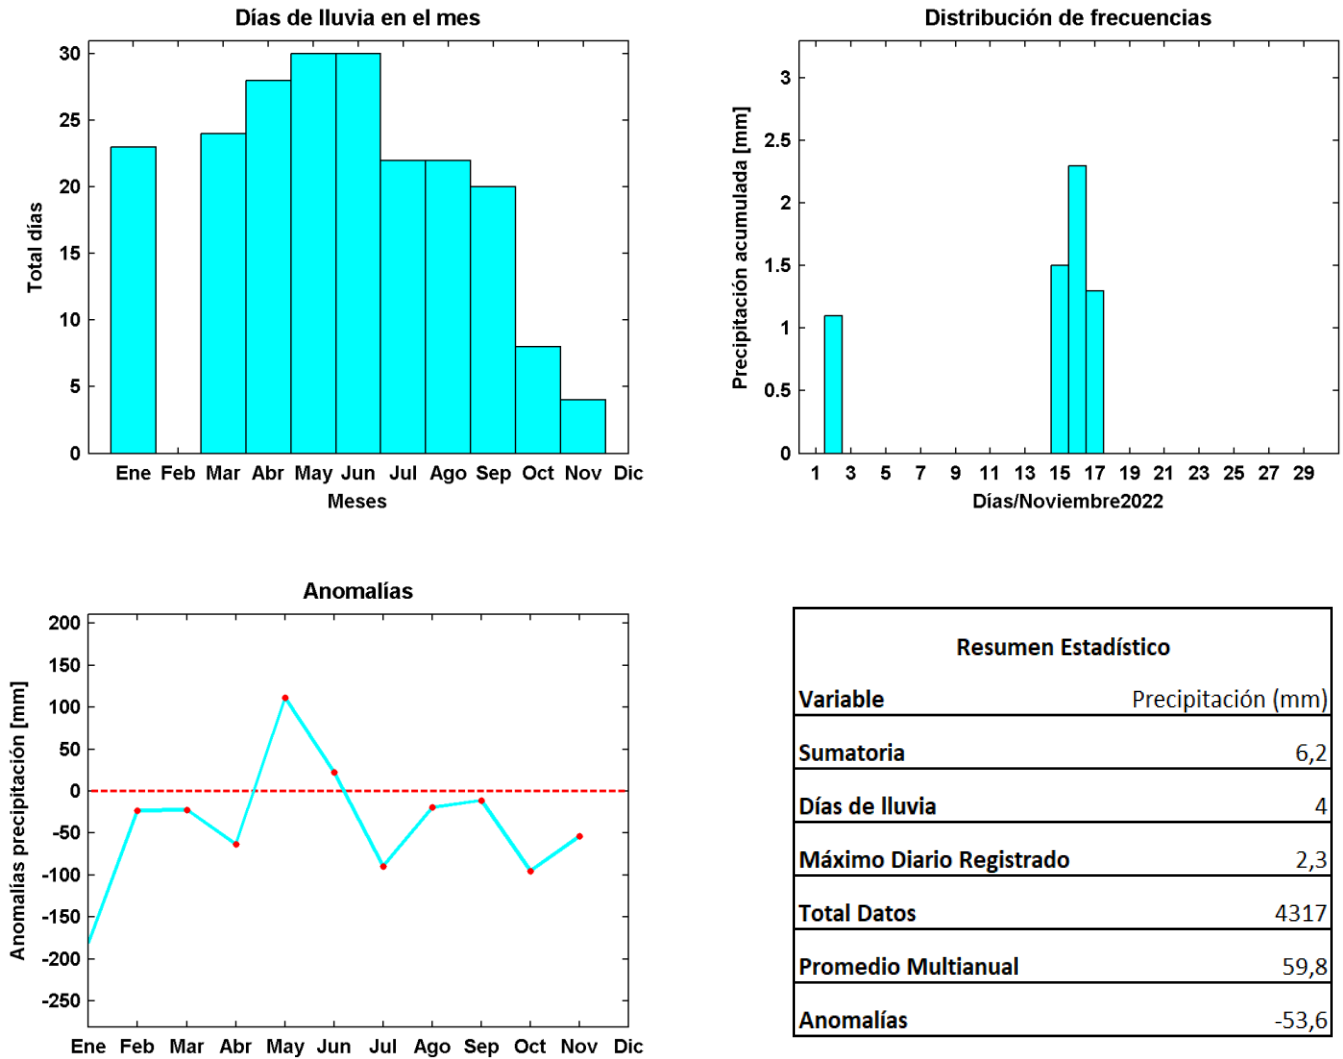 Días de lluvia en el mes
Total días
30
25
20
15
10
5
0
Ene Feb Mar Abr May Jun Jul Ago Sep Oct Nov Dic
Meses
Distribución de frecuencias
Precipitación acumulada [mm]
3
2.5
2
1.5
1
0.5
0
1 3 5 7 9 11 13 15 17 19 21 23 25 27 29
Días/Noviembre2022
Anomalías
Anomalías precipitación [mm]
200
150
100
50
0
-50
-100
-150
-200
-250
Ene Feb Mar Abr May Jun Jul Ago Sep Oct Nov Dic
Resumen Estadístico
Variable Precipitación (mm)
Sumatoria 6,2
Días de lluvia 4
Máximo Diario Registrado 2,3
Total Datos 4317
Promedio Multianual 59,8
Anomalías -53,6